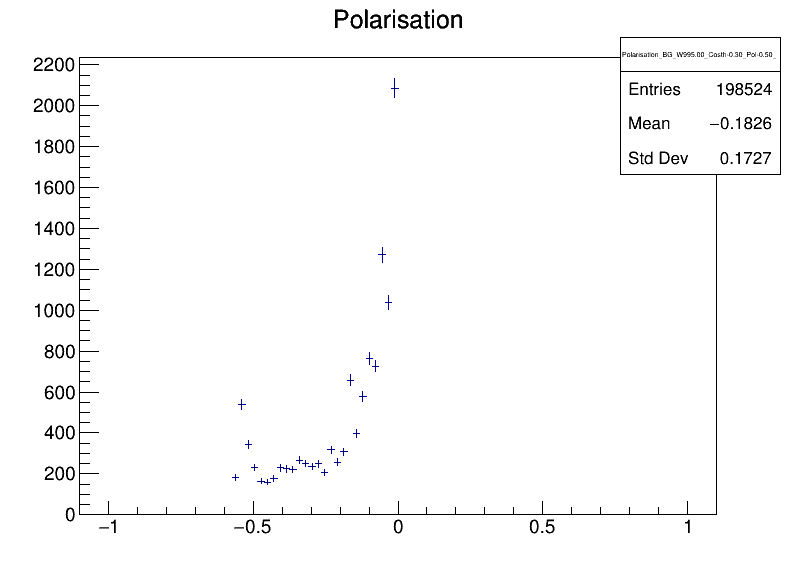 Polarisation
Polarisation_BG_W995.00_Costh-0.30_Pol-0.50_
Entries 198524
Mean −0.1826
Std Dev 0.1727
2200
2000
1800
1600
1400
1200
1000
800
600
400
200
0
−1 −0.5 0 0.5 1